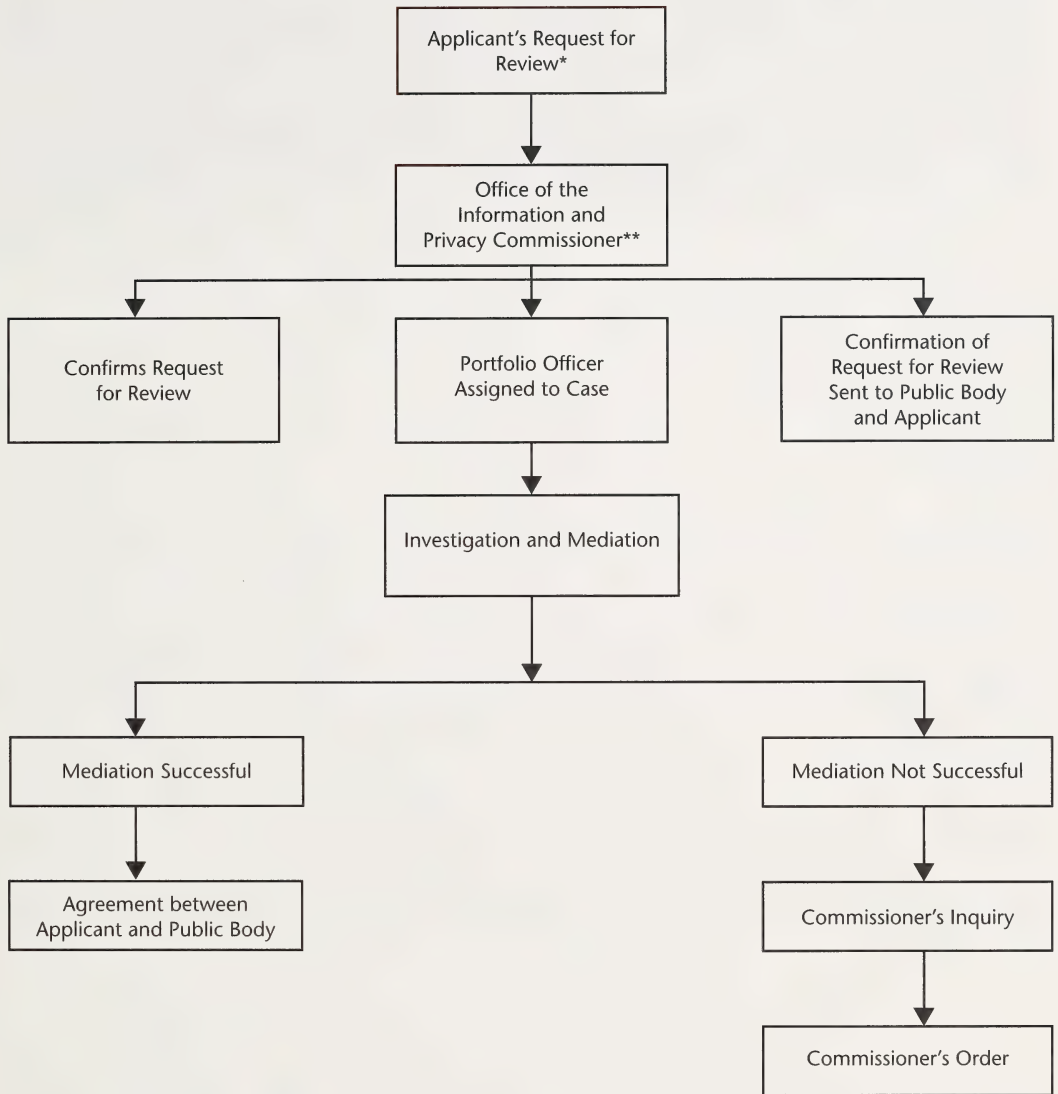 Applicant's Request for
Review*
Office of the
Information and
Privacy Commissioner**
Confirms Request
for Review
Portfolio Officer
Assigned to Case
Confirmation of
Request for Review
Sent to Public Body
and Applicant
Investigation and Mediation
Mediation Successful
Mediation Not Successful
Agreement between
Applicant and Public Body
Commissioner's Inquiry
Commissioner's Order